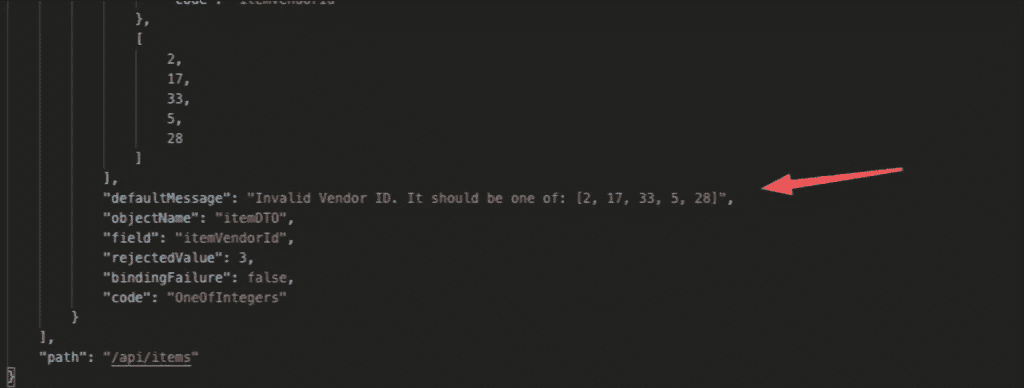 "code": "itemVendorId"
},
[
2,
17,
33,
5,
28
]
],
"defaultMessage": "Invalid Vendor ID. It should be one of: [2, 17, 33, 5, 28]",
"objectName": "itemDTO",
"field": "itemVendorId",
"rejectedValue": 3,
"bindingFailure": false,
"code": "OneOfIntegers"
}
],
"path": "/api/items"
}